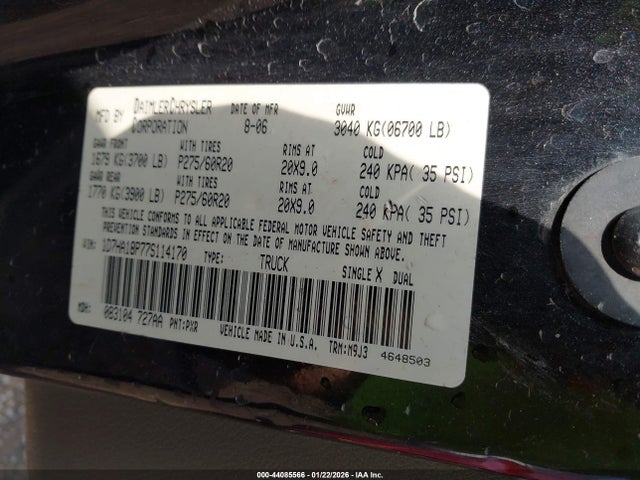 MFD BY DAIMLERCHRYSLER CORPORATION DATE OF MFR 8-06 GVWR 3040 KG(06700 LB)
GAWR FRONT WITH TIRES RIMS AT COLD
1679 KG(3700 LB) P275/60R20 20X9.0 240 KPA( 35 PSI)
GAWR REAR WITH TIRES RIMS AT COLD
1770 KG(3900 LB) P275/60R20 20X9.0 240 KPA( 35 PSI)
THIS VEHICLE CONFORMS TO ALL APPLICABLE FEDERAL MOTOR VEHICLE SAFETY AND THEFT
PREVENTION STANDARDS IN EFFECT ON THE DATE OF MANUFACTURE SHOWN ABOVE.
VIN: 1D7HA18P77S114170 TYPE: TRUCK SINGLE X DUAL
MDH: 083104 727AA PNT:PXR VEHICLE MADE IN U.S.A. TRM:M9J3 4648503
000-44085566 - 01/22/2026 - IAA Inc.